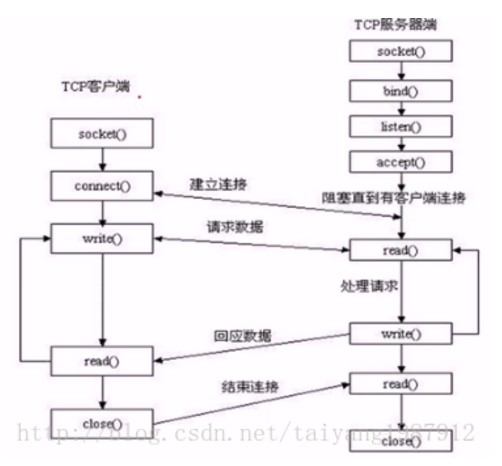 TCP服务器端
socket()
bind()
listen()
accept()
阻塞直到有客户端连接
read()
处理请求
write()
read()
close()
TCP客户端
socket()
connect()
write()
read()
close()
建立连接
请求数据
回应数据
结束连接
http://blog.csdn.net/taiyang1987912